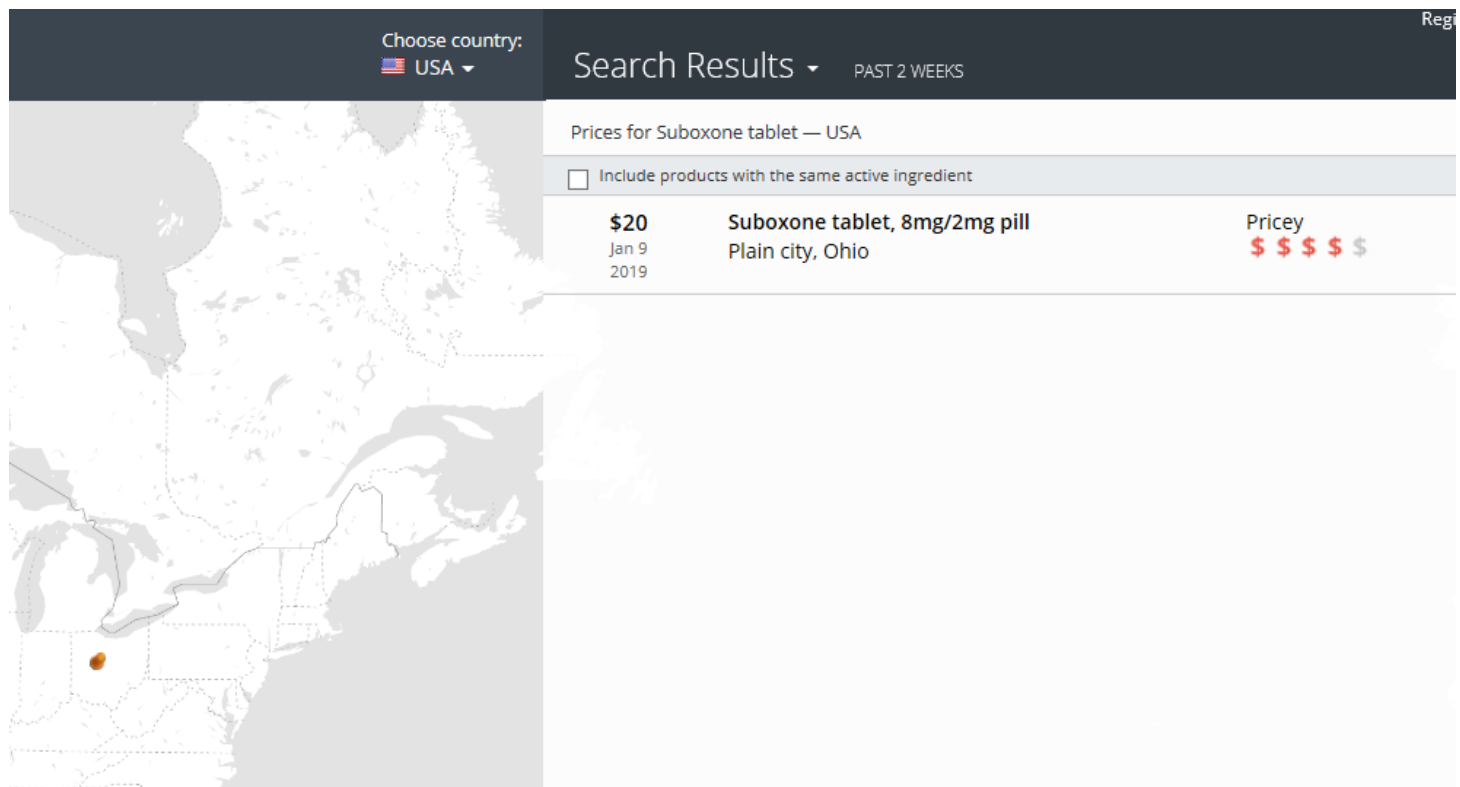 Choose country:
USA
Regi
Search Results
PAST 2 WEEKS
Prices for Suboxone tablet — USA
Include products with the same active ingredient
$20
Jan 9
2019
Suboxone tablet, 8mg/2mg pill
Plain city, Ohio
Pricey
$ $ $ $ $